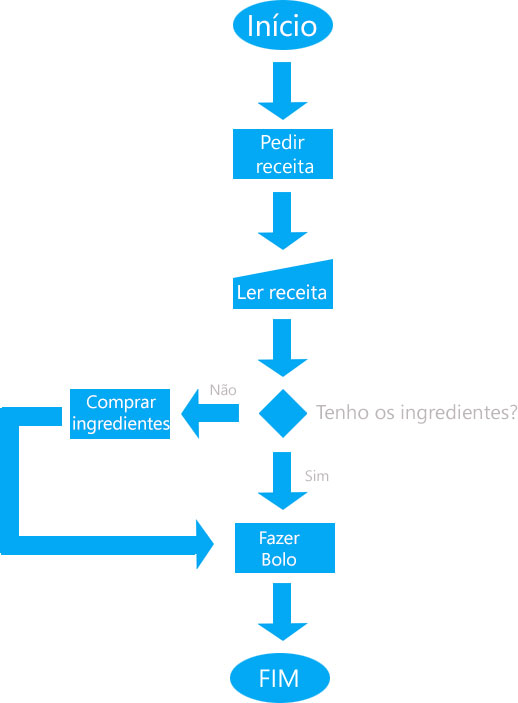 Início
Pedir
receita
Ler receita
Não
Comprar
ingredientes
Tenho os ingredientes?
Sim
Fazer
Bolo
FIM